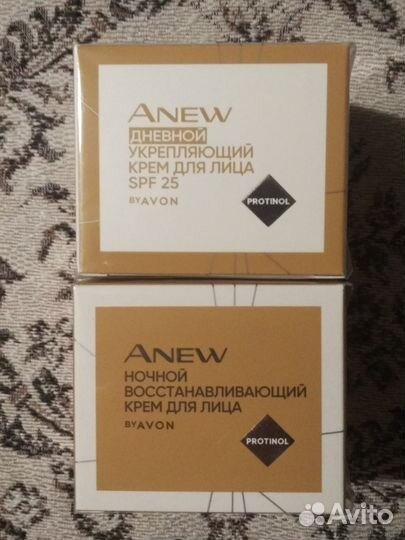 ANEW
ДНЕВНОЙ
УКРЕПЛЯЮЩИЙ
КРЕМ ДЛЯ ЛИЦА
SPF 25
BY AVON
PROTINOL
ANEW
НОЧНОЙ
ВОССТАНАВЛИВАЮЩИЙ
КРЕМ ДЛЯ ЛИЦА
BY AVON
PROTINOL
Avito